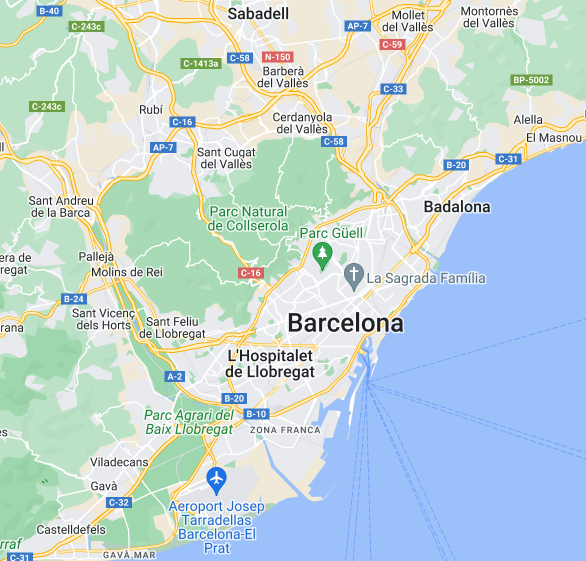 B-40
Sabadell
Montornès
del Vallès
Mollet
del Vallès
C-243c
AP-7
C-59
N-150
C-58
C-1413a
Barberà
del Vallès
BP-5002
C-33
C-243c
Rubí
Cerdanyola
del Vallès
Alella
C-16
El Masnou
C-58
AP-7
Sant Cugat
del Vallès
C-31
B-20
Sant Andreu
de la Barca
Badalona
Parc Natural
de Collserola
Parc Güell
Pallejà
Molins de Rei
C-16
La Sagrada Família
B-24
Sant Vicenç
dels Horts
Sant Feliu
de Llobregat
Barcelona
L'Hospitalet
de Llobregat
A-2
B-20
B-10
Parc Agrari del
Baix Llobregat
ZONA FRANCA
Viladecans
Gavà
C-32
Aeroport Josep
Tarradellas
Barcelona-El
Prat
Castelldefels
GAVÀ MAR
C-31